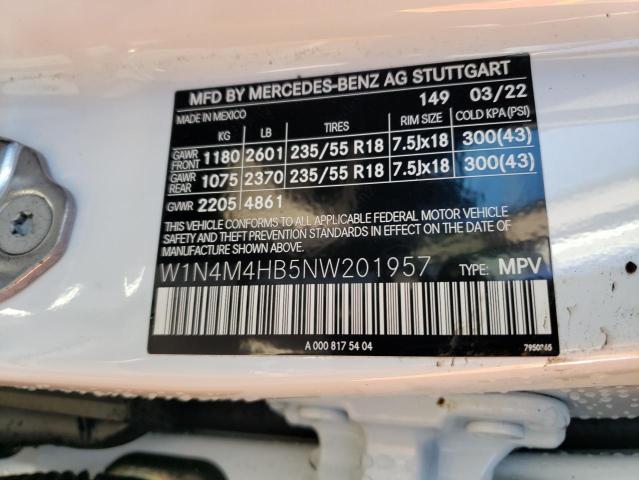 MFD BY MERCEDES-BENZ AG STUTTGART
MADE IN MEXICO 149 03/22
KG LB TIRES RIM SIZE COLD KPA (PSI)
GAWR FRONT 1180 2601 235/55 R18 7.5Jx18 300(43)
GAWR REAR 1075 2370 235/55 R18 7.5Jx18 300(43)
GVWR 2205 4861
THIS VEHICLE CONFORMS TO ALL APPLICABLE FEDERAL MOTOR VEHICLE
SAFETY AND THEFT PREVENTION STANDARDS IN EFFECT ON THE DATE
OF MANUFACTURE SHOWN ABOVE.
W1N4M4HB5NW201957 TYPE: MPV
A 000 817 54 04